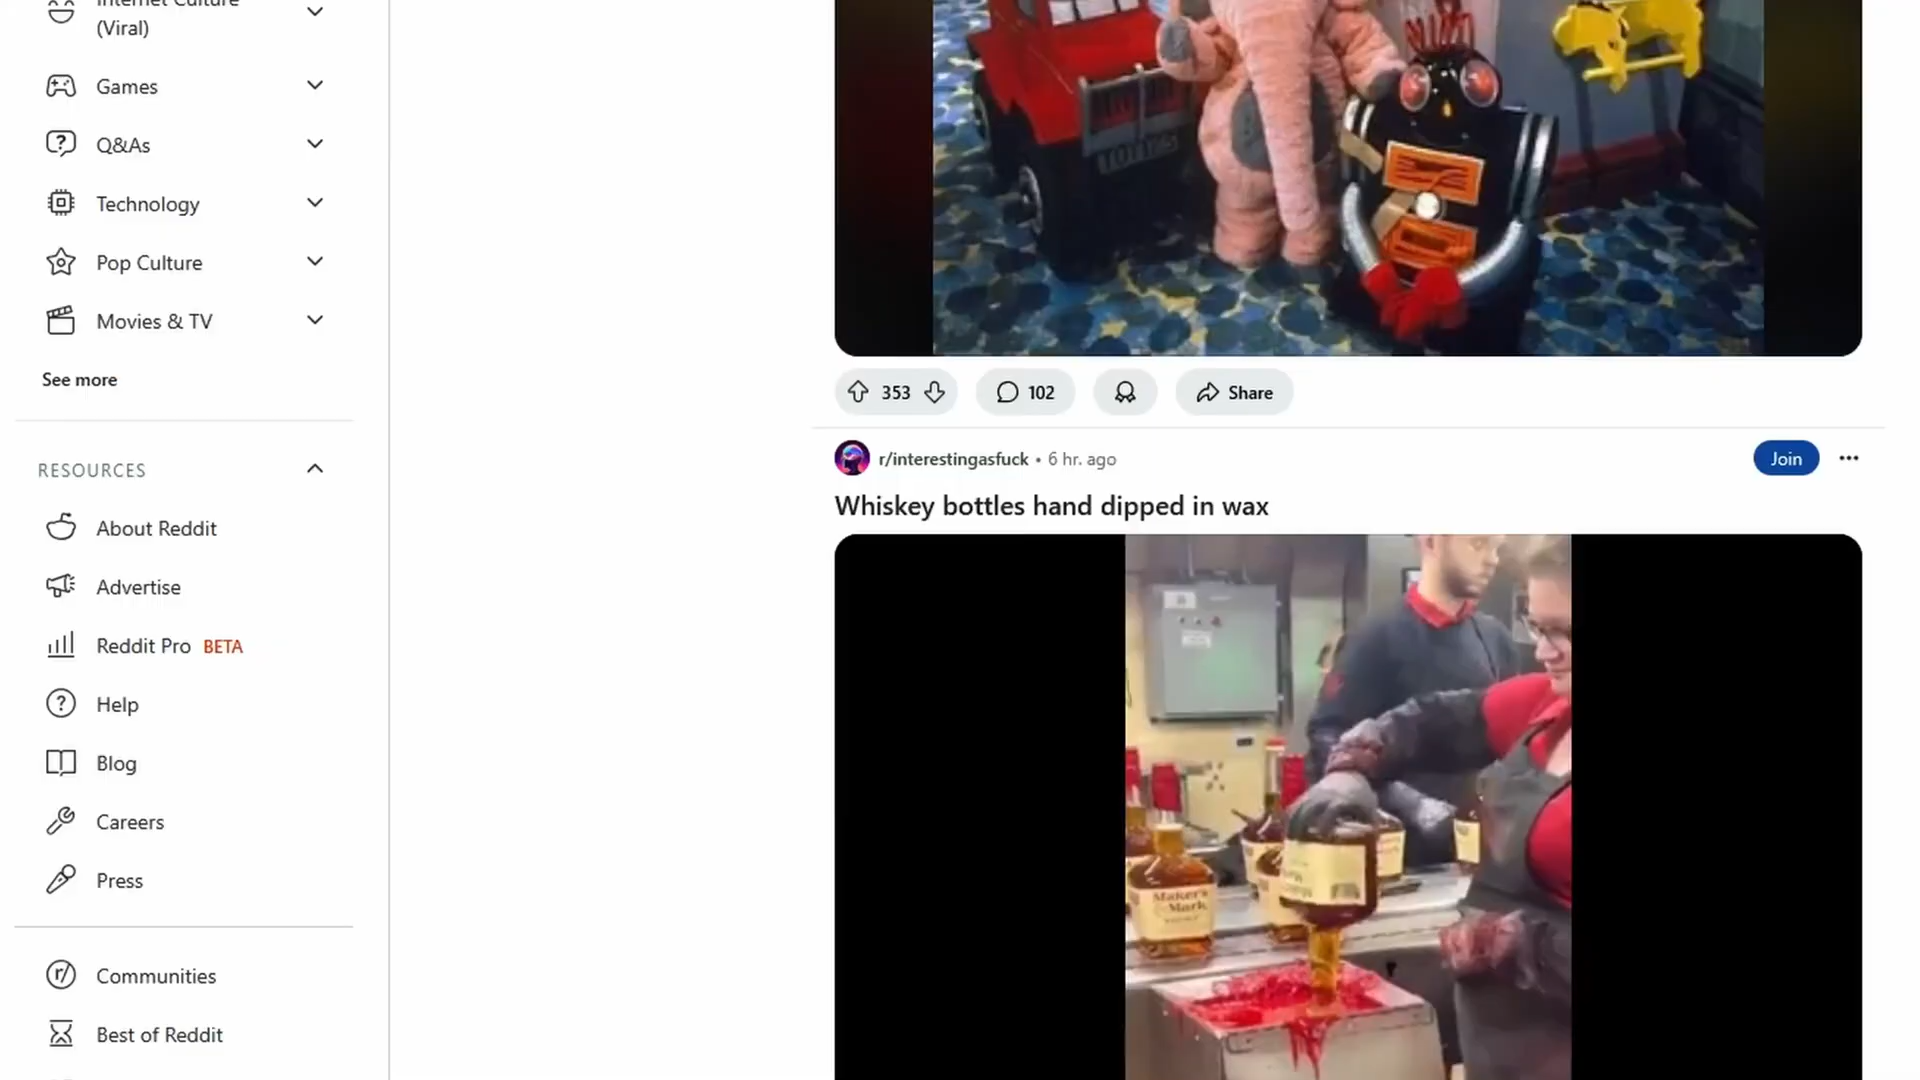 Internet Culture
(Viral)
Games
Q&As
Technology
Pop Culture
Movies & TV
See more
RESOURCES
About Reddit
Advertise
Reddit Pro BETA
Help
Blog
Careers
Press
Communities
Best of Reddit
353
102
Share
r/interestingasfuck • 6 hr. ago
Join
Whiskey bottles hand dipped in wax
Maker's
Mark